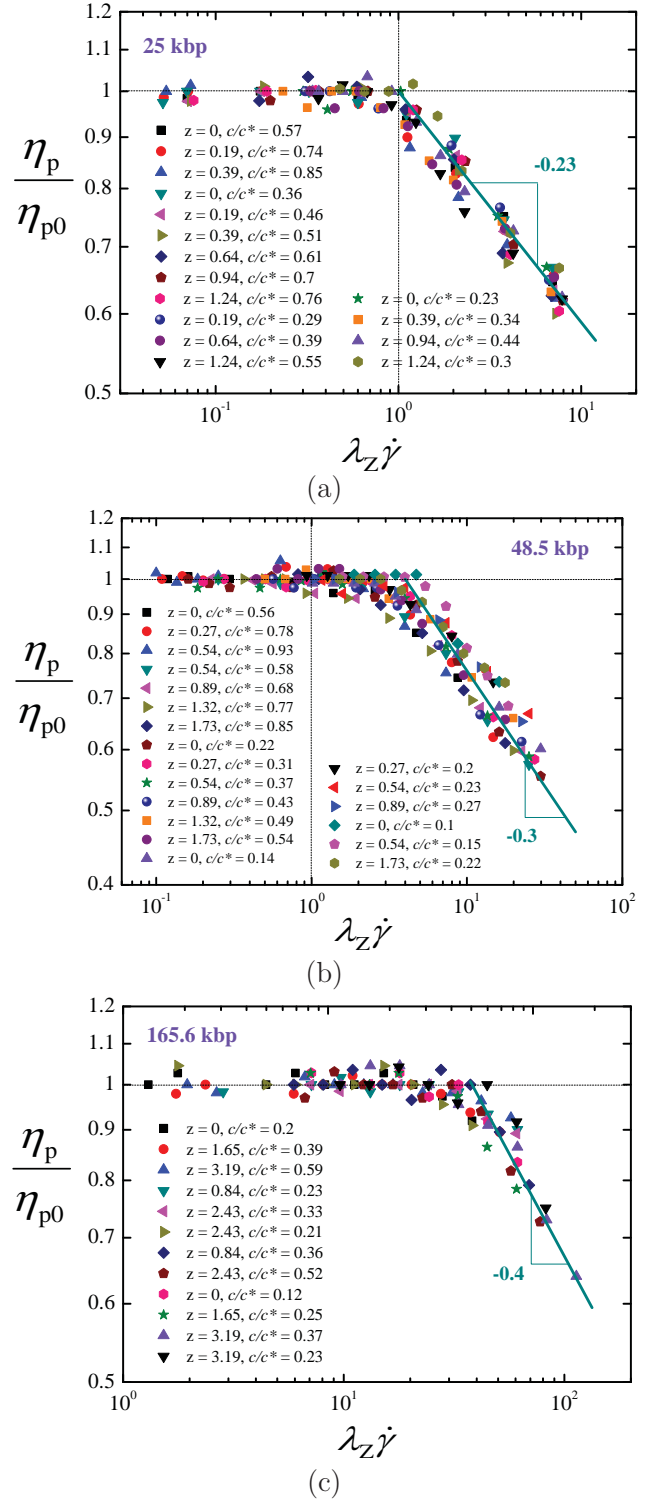 25 kbp
η_p/η_p0
1.2
1
0.9
0.8
0.7
0.6
0.5
z=0, c/c* = 0.57
z = 0.19, c/c* = 0.74
z = 0.39, c/c* = 0.85
z = 0, c/c* = 0.36
z = 0.19, c/c* = 0.46
z = 0.39, c/c* = 0.51
z = 0.64, c/c* = 0.61
z = 0.94, c/c* = 0.7
z = 1.24, c/c* = 0.76
z = 0.19, c/c* = 0.29
z = 0.64, c/c* = 0.39
z = 1.24, c/c* = 0.55
z = 0, c/c* = 0.23
z = 0.39, c/c* = 0.34
z = 0.94, c/c* = 0.44
z = 1.24, c/c* = 0.3
-0.23
10⁻¹ 10⁰ 10¹
λ_Z γ̇
(a)
48.5 kbp
η_p/η_p0
1.2
1.1
1
0.9
0.8
0.7
0.6
0.5
0.4
z = 0, c/c* = 0.56
z = 0.27, c/c* = 0.78
z = 0.54, c/c* = 0.93
z = 0.54, c/c* = 0.58
z = 0.89, c/c* = 0.68
z = 1.32, c/c* = 0.77
z = 1.73, c/c* = 0.85
z = 0, c/c* = 0.22
z = 0.27, c/c* = 0.31
z = 0.54, c/c* = 0.37
z = 0.89, c/c* = 0.43
z = 1.32, c/c* = 0.49
z = 1.73, c/c* = 0.54
z = 0, c/c* = 0.14
z = 0.27, c/c* = 0.2
z = 0.54, c/c* = 0.23
z = 0.89, c/c* = 0.27
z = 0, c/c* = 0.1
z = 0.54, c/c* = 0.15
z = 1.73, c/c* = 0.22
-0.3
10⁻¹ 10⁰ 10¹ 10²
λ_Z γ̇
(b)
165.6 kbp
η_p/η_p0
1.2
1
0.9
0.8
0.7
0.6
0.5
z = 0, c/c* = 0.2
z = 1.65, c/c* = 0.39
z = 3.19, c/c* = 0.59
z = 0.84, c/c* = 0.23
z = 2.43, c/c* = 0.33
z = 2.43, c/c* = 0.21
z = 0.84, c/c* = 0.36
z = 2.43, c/c* = 0.52
z = 0, c/c* = 0.12
z = 1.65, c/c* = 0.25
z = 3.19, c/c* = 0.37
z = 3.19, c/c* = 0.23
-0.4
10⁰ 10¹ 10²
λ_Z γ̇
(c)